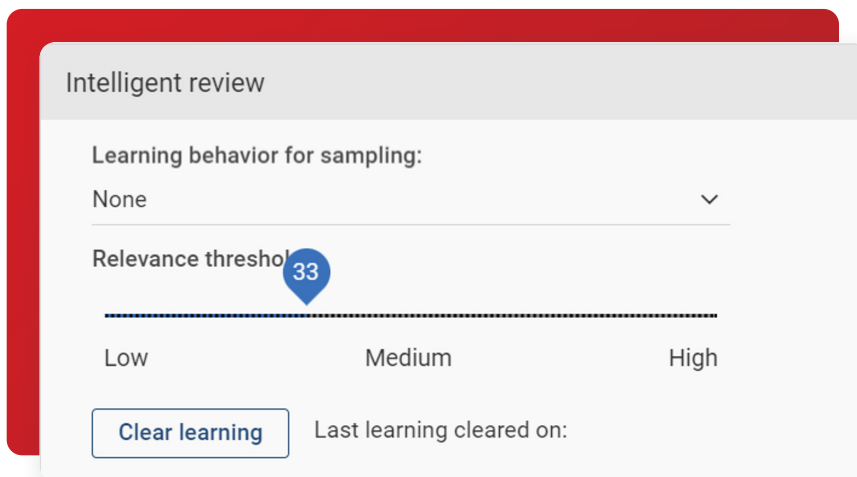 Intelligent review
Learning behavior for sampling:
None
Relevance threshol
33
Low Medium High
Clear learning Last learning cleared on: